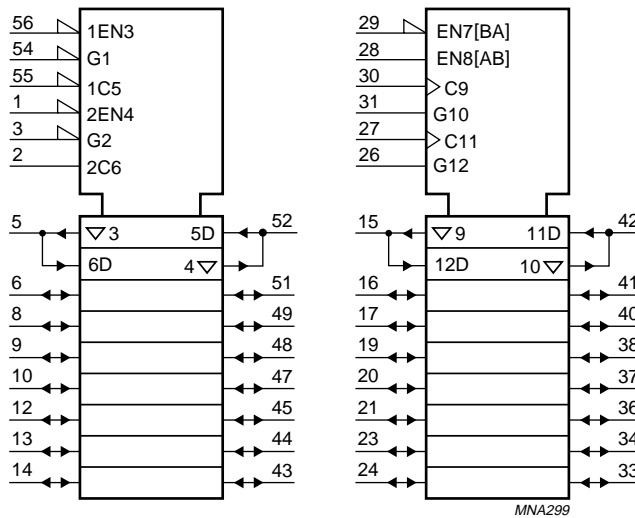 56 1EN3
54 G1
55 1C5
1 2EN4
3 G2
2 2C6
5 ▽3 5D 52
6D 4▽
6 51
8 49
9 48
10 47
12 45
13 44
14 43
29 EN7[BA]
28 EN8[AB]
30 C9
31 G10
27 C11
26 G12
15 ▽9 11D 42
12D 10▽
16 41
17 40
19 38
20 37
21 36
23 34
24 33
MNA299